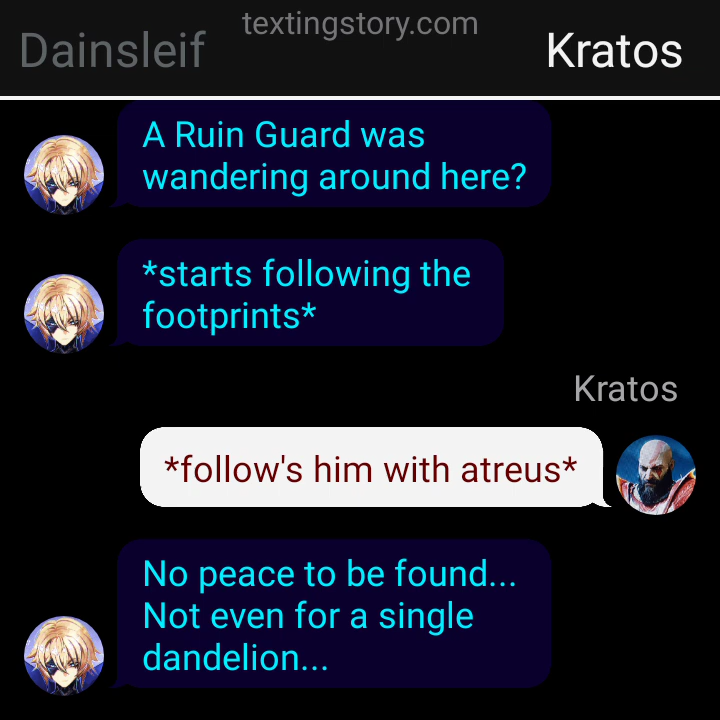 textingstory.com
Dainsleif
Kratos
A Ruin Guard was
wandering around here?
*starts following the
footprints*
Kratos
*follow's him with atreus*
No peace to be found...
Not even for a single
dandelion...